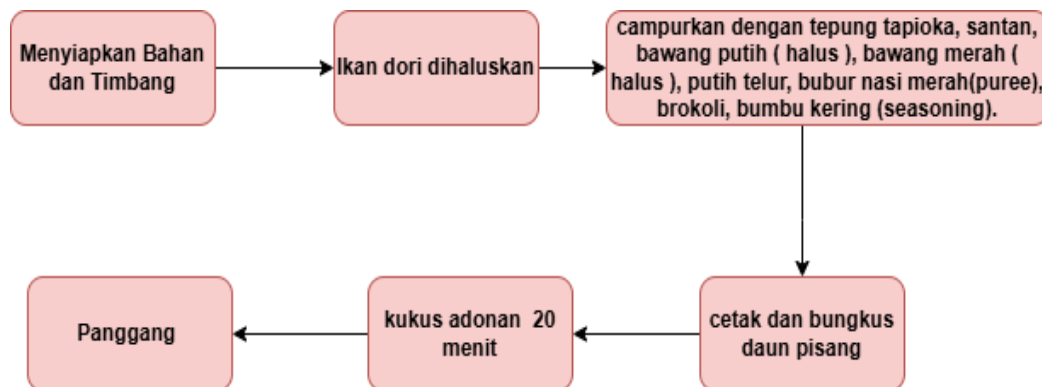 Menyiapkan Bahan
dan Timbang
Ikan dori dihaluskan
campurkan dengan tepung tapioka, santan,
bawang putih ( halus ), bawang merah (
halus ), putih telur, bubur nasi merah(puree),
brokoli, bumbu kering (seasoning).
cetak dan bungkus
daun pisang
kukus adonan  20
menit
Panggang